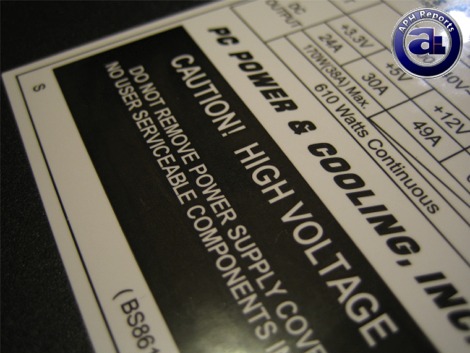 APH Reports
a
DC OUTPUT
+3.3V
+5V
+12V
24A
30A
49A
170W(38A) Max.
610 Watts Continuous
PC POWER & COOLING, INC
CAUTION! HIGH VOLTAGE
DO NOT REMOVE POWER SUPPLY COVE
NO USER SERVICEABLE COMPONENTS I
S
( BS861